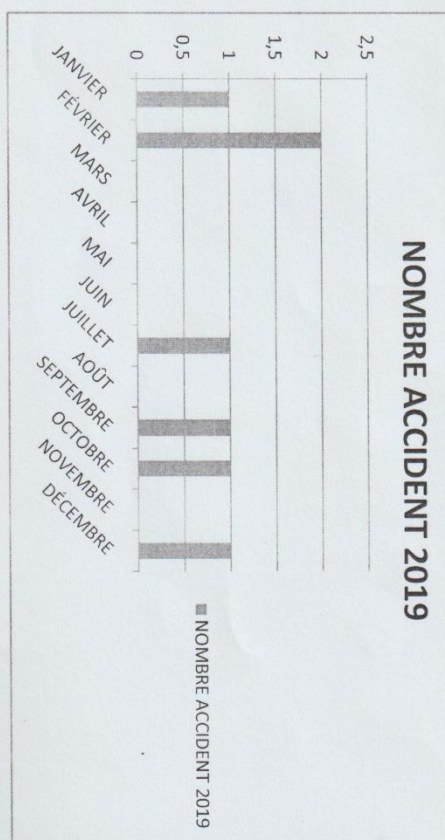 NOMBRE ACCIDENT 2019
2,5
2
1,5
1
0,5
0
JANVIER
FÉVRIER
MARS
AVRIL
MAI
JUIN
JUILLET
AOÛT
SEPTEMBRE
OCTOBRE
NOVEMBRE
DÉCEMBRE
NOMBRE ACCIDENT 2019